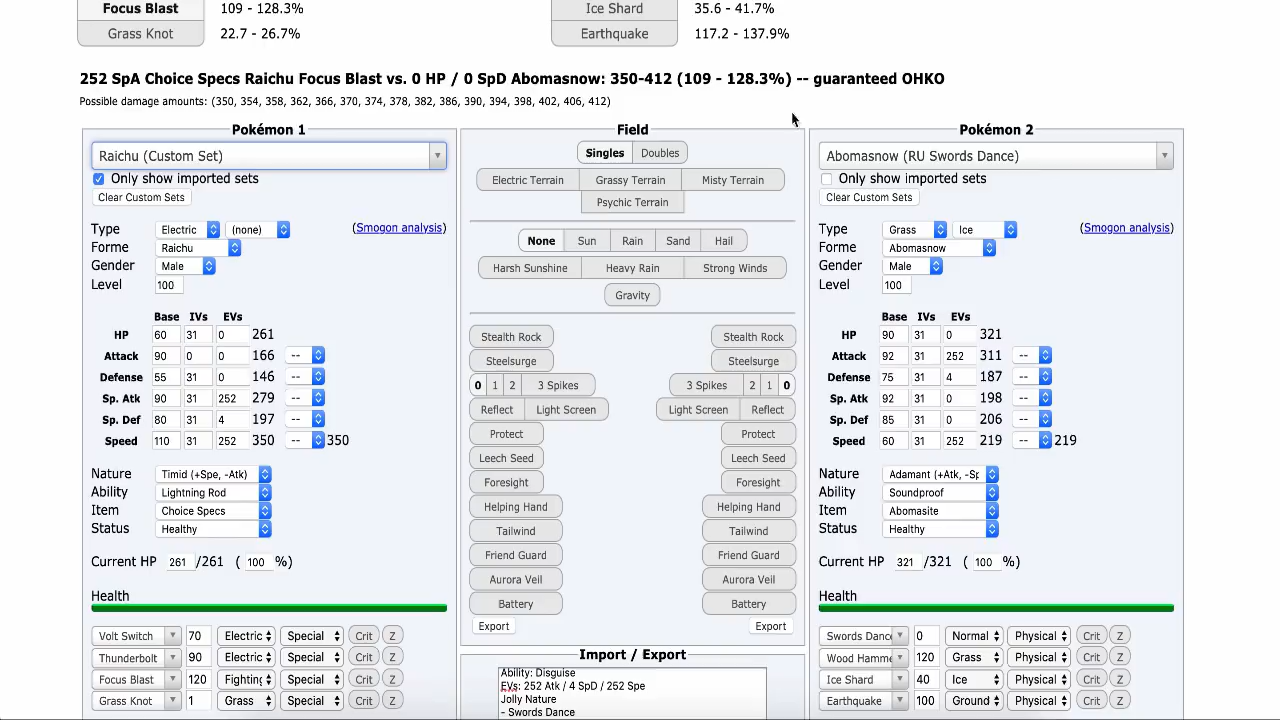 Focus Blast 109 - 128.3% Ice Shard 35.6 - 41.7%
Grass Knot 22.7 - 26.7% Earthquake 117.2 - 137.9%
252 SpA Choice Specs Raichu Focus Blast vs. 0 HP / 0 SpD Abomasnow: 350-412 (109 - 128.3%) -- guaranteed OHKO
Possible damage amounts: (350, 354, 358, 362, 366, 370, 374, 378, 382, 386, 390, 394, 398, 402, 406, 412)
Pokémon 1
Raichu (Custom Set)
Only show imported sets
Clear Custom Sets
Type Electric (none) (Smogon analysis)
Forme Raichu
Gender Male
Level 100
Base IVs EVs
HP 60 31 0 261
Attack 90 0 0 166 --
Defense 55 31 0 146 --
Sp. Atk 90 31 252 279 --
Sp. Def 80 31 4 197 --
Speed 110 31 252 350 -- 350
Nature Timid (+Spe, -Atk)
Ability Lightning Rod
Item Choice Specs
Status Healthy
Current HP 261 /261 ( 100 %)
Health
Volt Switch 70 Electric Special Crit Z
Thunderbolt 90 Electric Special Crit Z
Focus Blast 120 Fighting Special Crit Z
Grass Knot 1 Grass Special Crit Z
Field
Singles Doubles
Electric Terrain Grassy Terrain Misty Terrain
Psychic Terrain
None Sun Rain Sand Hail
Harsh Sunshine Heavy Rain Strong Winds
Gravity
Stealth Rock Stealth Rock
Steelsurge Steelsurge
0 1 2 3 Spikes 3 Spikes 2 1 0
Reflect Light Screen Light Screen Reflect
Protect Protect
Leech Seed Leech Seed
Foresight Foresight
Helping Hand Helping Hand
Tailwind Tailwind
Friend Guard Friend Guard
Aurora Veil Aurora Veil
Battery Battery
Export Export
Import / Export
Ability: Disguise
EVs: 252 Atk / 4 SpD / 252 Spe
Jolly Nature
- Swords Dance
Pokémon 2
Abomasnow (RU Swords Dance)
Only show imported sets
Clear Custom Sets
Type Grass Ice (Smogon analysis)
Forme Abomasnow
Gender Male
Level 100
Base IVs EVs
HP 90 31 0 321
Attack 92 31 252 311 --
Defense 75 31 4 187 --
Sp. Atk 92 31 0 198 --
Sp. Def 85 31 0 206 --
Speed 60 31 252 219 -- 219
Nature Adamant (+Atk, -Sp
Ability Soundproof
Item Abomasite
Status Healthy
Current HP 321 /321 ( 100 %)
Health
Swords Danc 0 Normal Physical Crit Z
Wood Hamme 120 Grass Physical Crit Z
Ice Shard 40 Ice Physical Crit Z
Earthquake 100 Ground Physical Crit Z